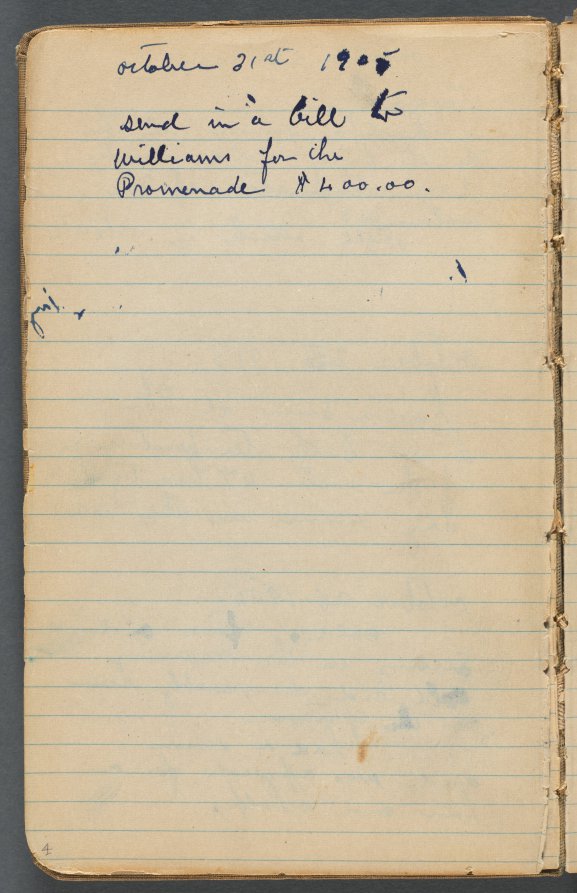 october 31st 1905
send in a bill to
Williams for the
Promenade $400.00.
4